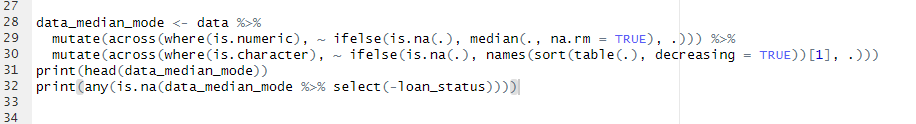 27
28 data_median_mode <- data %>%
29 mutate(across(where(is.numeric), ~ ifelse(is.na(.), median(., na.rm = TRUE), .))) %>%
30 mutate(across(where(is.character), ~ ifelse(is.na(.), names(sort(table(.), decreasing = TRUE))[1], .)))
31 print(head(data_median_mode))
32 print(any(is.na(data_median_mode %>% select(-loan_status))))
33
34